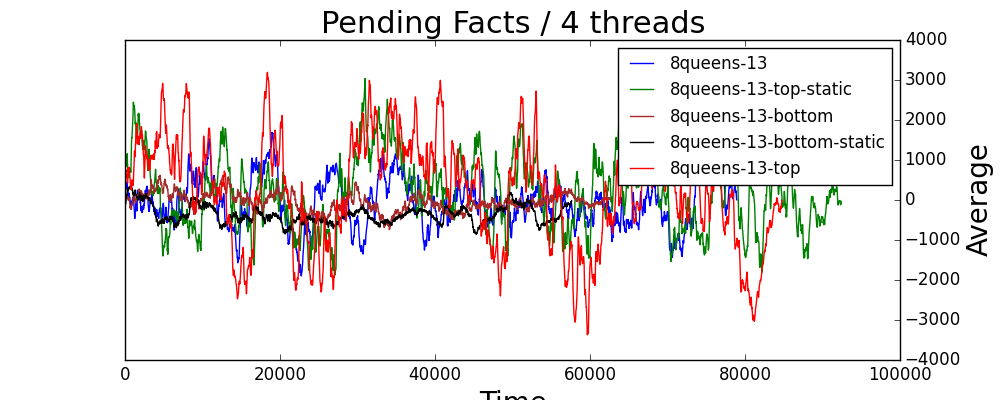 Pending Facts / 4 threads
8queens-13
8queens-13-top-static
8queens-13-bottom
8queens-13-bottom-static
8queens-13-top
4000
3000
2000
1000
0
−1000
−2000
−3000
−4000
Average
0
20000
40000
60000
80000
100000
Time